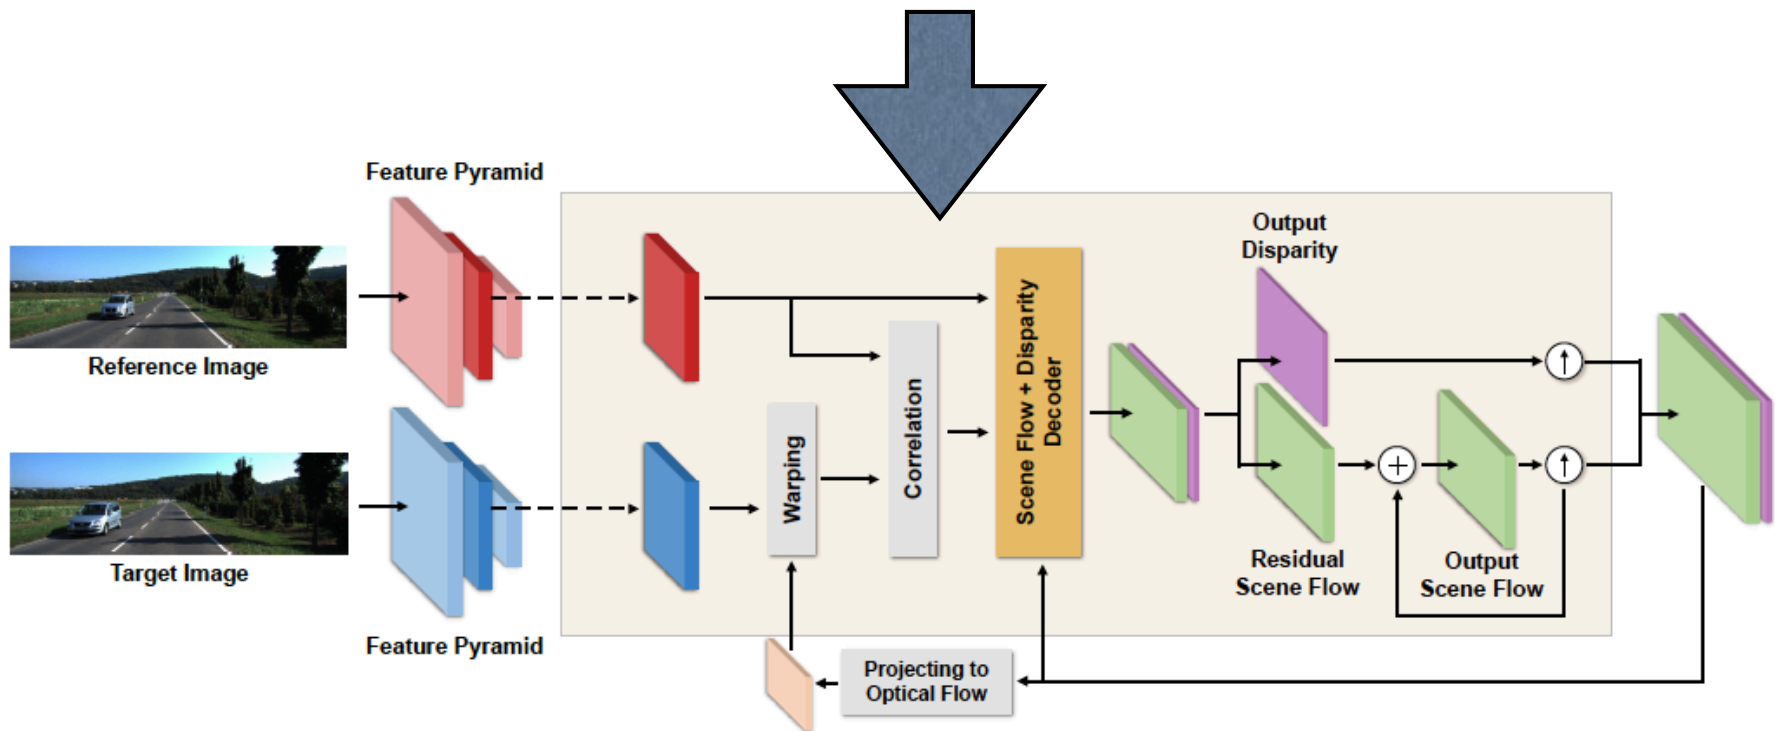 Feature Pyramid
Reference Image
Target Image
Feature Pyramid
Warping
Correlation
Scene Flow + Disparity
Decoder
Output
Disparity
Residual
Scene Flow
Output
Scene Flow
Projecting to
Optical Flow